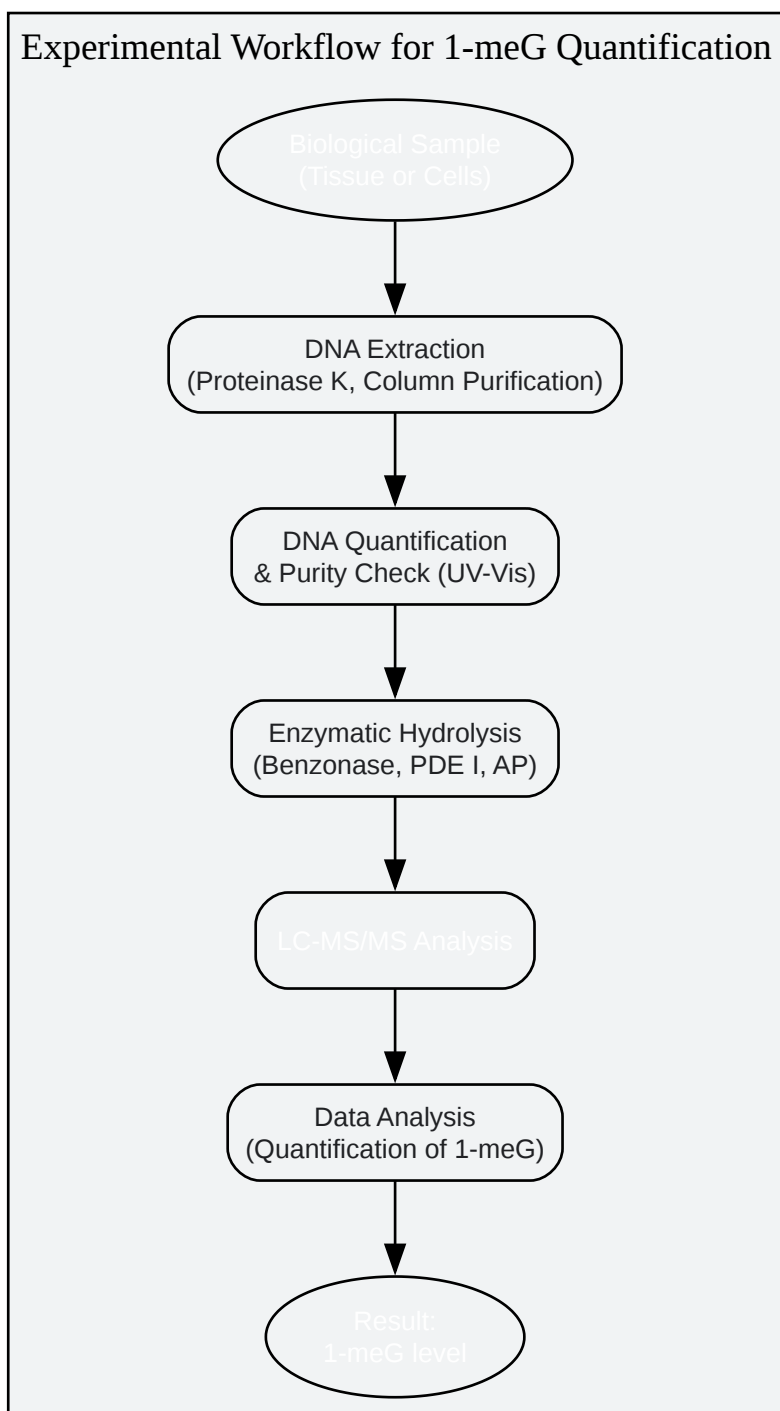 Experimental Workflow for 1-meG Quantification
Biological Sample
(Tissue or Cells)
DNA Extraction
(Proteinase K, Column Purification)
DNA Quantification
& Purity Check (UV-Vis)
Enzymatic Hydrolysis
(Benzonase, PDE I, AP)
LC-MS/MS Analysis
Data Analysis
(Quantification of 1-meG)
Result:
1-meG level